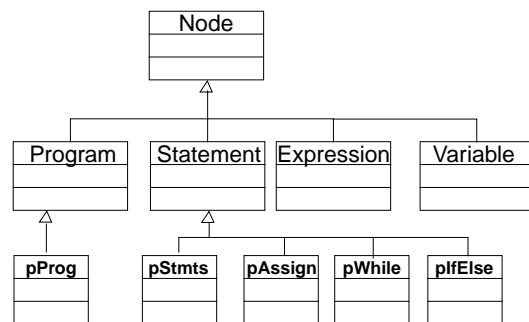 Node
Program Statement Expression Variable
pProg pStmts pAssign pWhile pIfElse